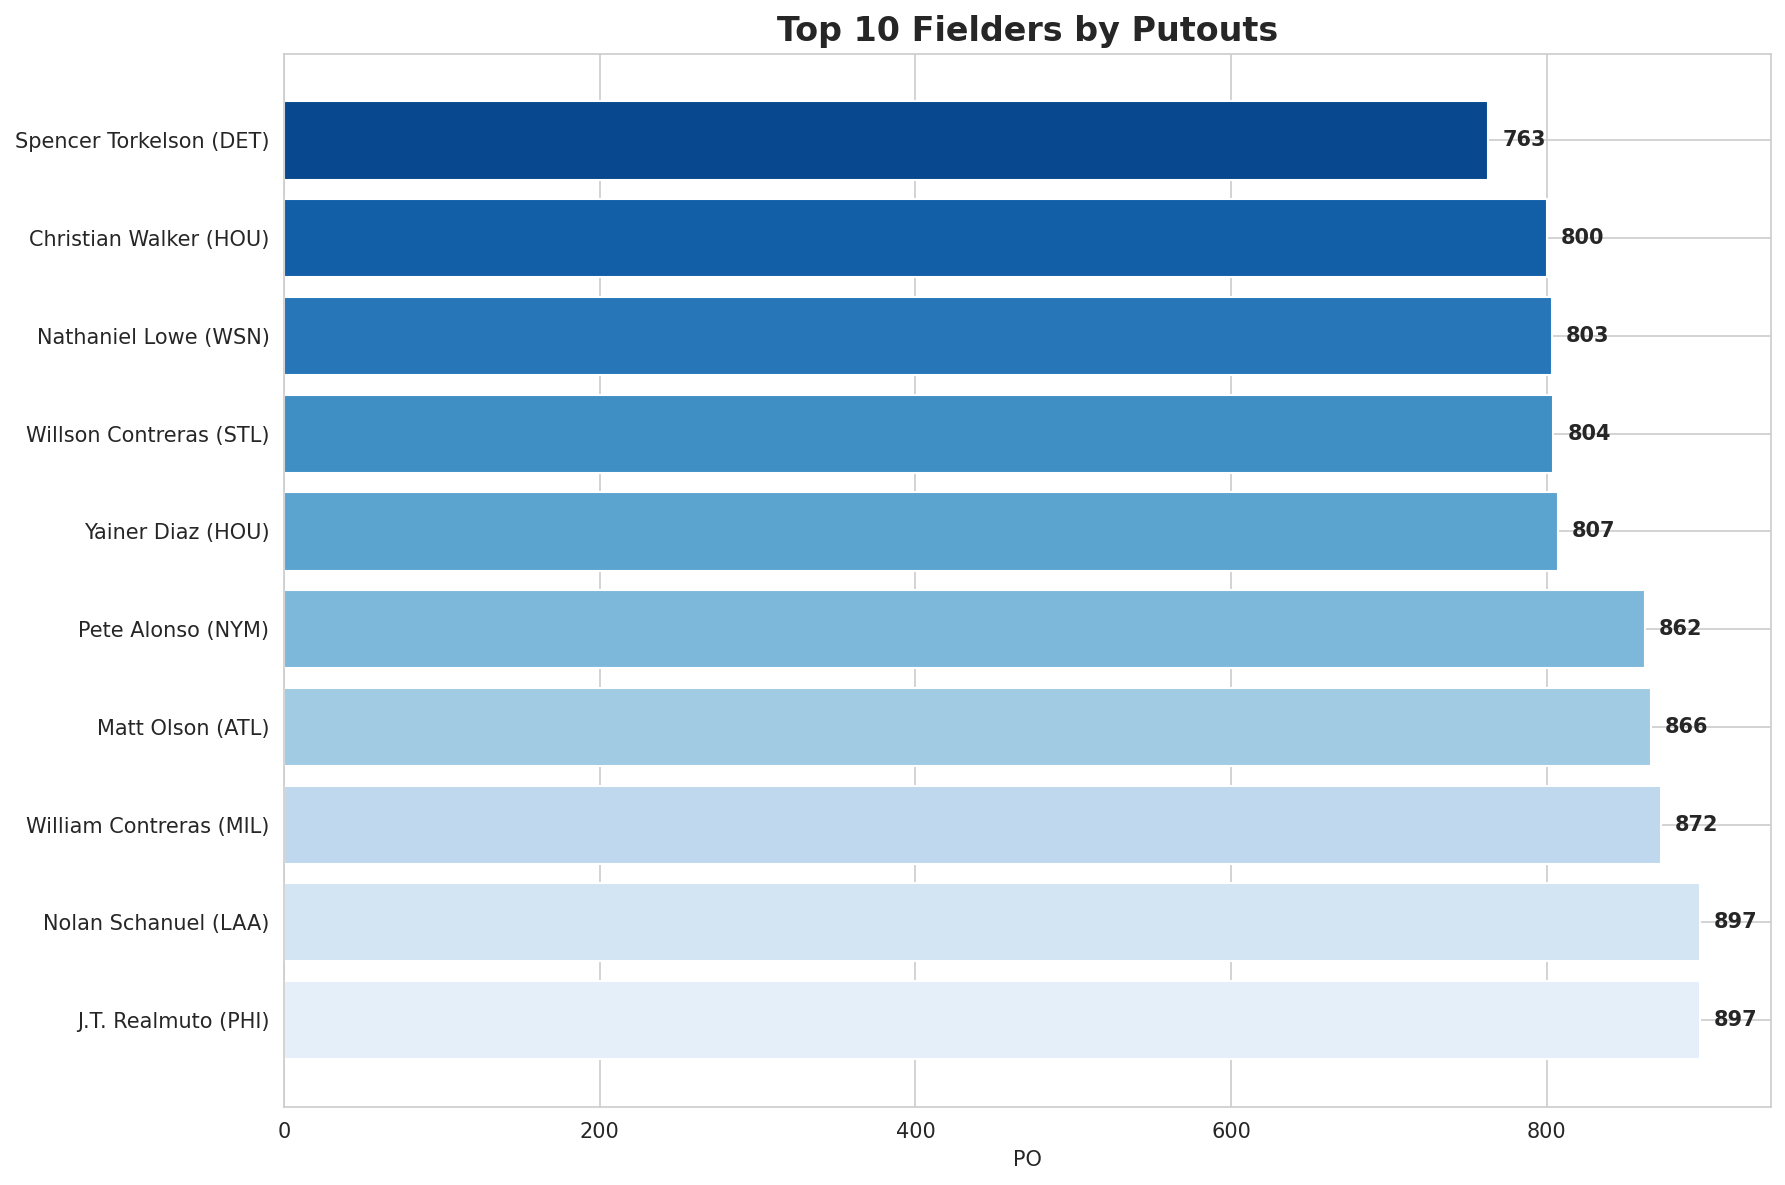 Top 10 Fielders by Putouts
Spencer Torkelson (DET) 763
Christian Walker (HOU) 800
Nathaniel Lowe (WSN) 803
Willson Contreras (STL) 804
Yainer Diaz (HOU) 807
Pete Alonso (NYM) 862
Matt Olson (ATL) 866
William Contreras (MIL) 872
Nolan Schanuel (LAA) 897
J.T. Realmuto (PHI) 897
0 200 400 600 800
PO